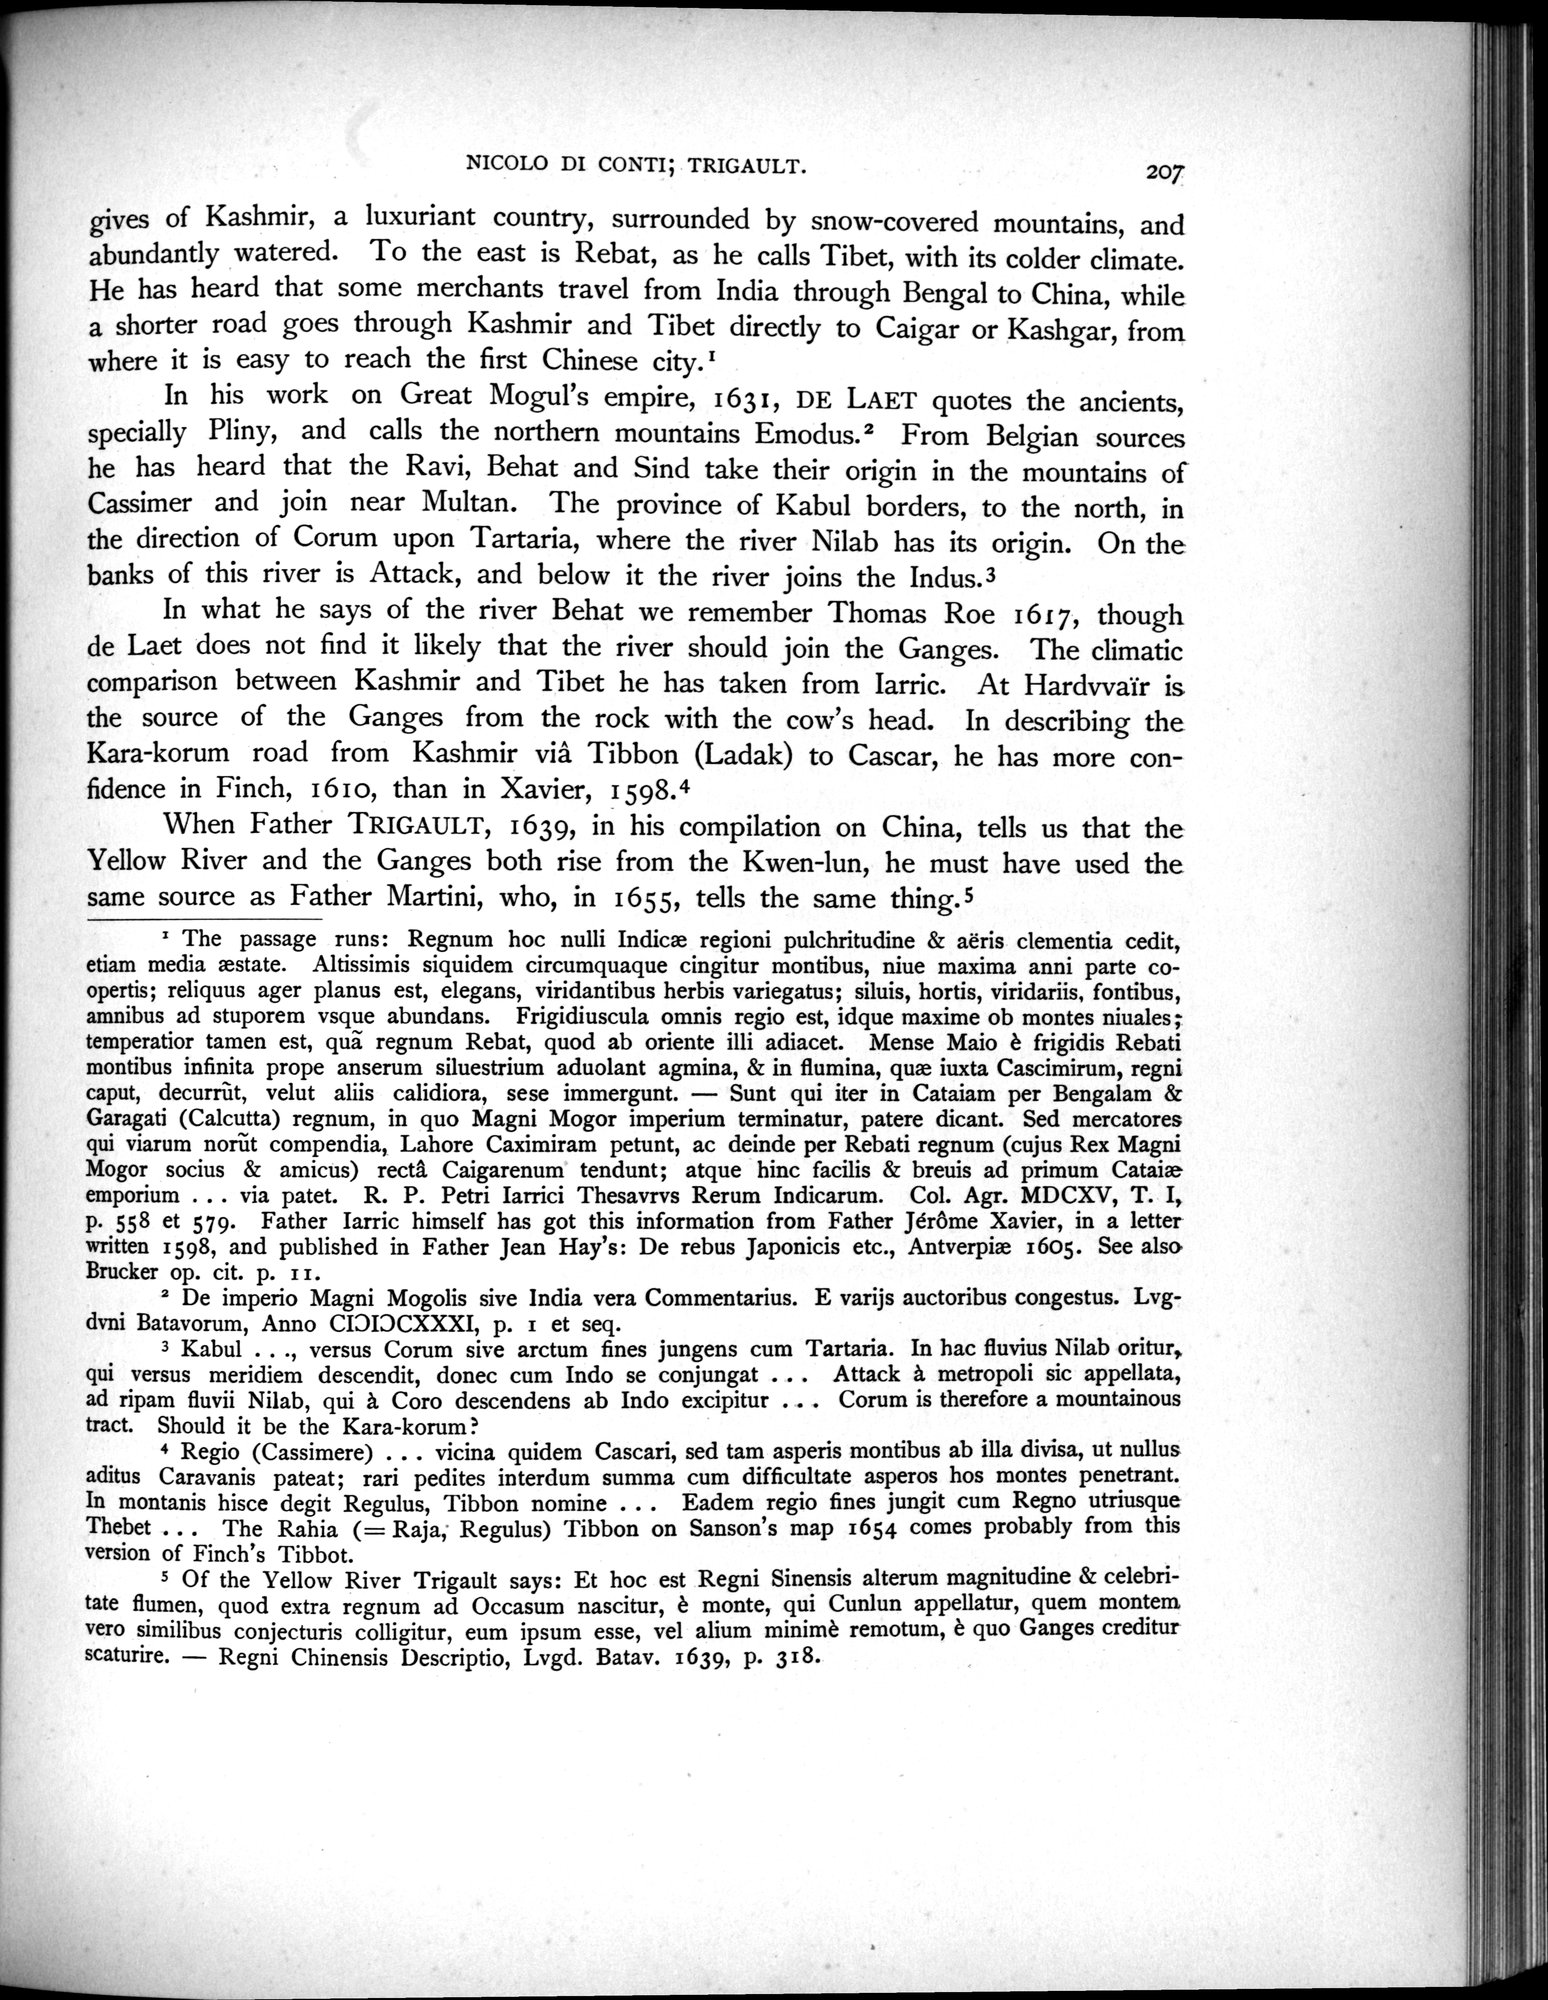 NICOLO DI CONTI; TRIGAULT. 207
gives of Kashmir, a luxuriant country, surrounded by snow-covered mountains, and
abundantly watered. To the east is Rebat, as he calls Tibet, with its colder climate.
He has heard that some merchants travel from India through Bengal to China, while
a shorter road goes through Kashmir and Tibet directly to Caigar or Kashgar, from
where it is easy to reach the first Chinese city.¹
In his work on Great Mogul's empire, 1631, DE LAET quotes the ancients,
specially Pliny, and calls the northern mountains Emodus.² From Belgian sources
he has heard that the Ravi, Behat and Sind take their origin in the mountains of
Cassimer and join near Multan. The province of Kabul borders, to the north, in
the direction of Corum upon Tartaria, where the river Nilab has its origin. On the
banks of this river is Attack, and below it the river joins the Indus.³
In what he says of the river Behat we remember Thomas Roe 1617, though
de Laet does not find it likely that the river should join the Ganges. The climatic
comparison between Kashmir and Tibet he has taken from Iarric. At Hardvvaïr is
the source of the Ganges from the rock with the cow's head. In describing the
Kara-korum road from Kashmir viâ Tibbon (Ladak) to Cascar, he has more con-
fidence in Finch, 1610, than in Xavier, 1598.⁴
When Father TRIGAULT, 1639, in his compilation on China, tells us that the
Yellow River and the Ganges both rise from the Kwen-lun, he must have used the
same source as Father Martini, who, in 1655, tells the same thing.⁵
¹ The passage runs: Regnum hoc nulli Indicæ regioni pulchritudine & aëris clementia cedit,
etiam media æstate. Altissimis siquidem circumquaque cingitur montibus, niue maxima anni parte co-
opertis; reliquus ager planus est, elegans, viridantibus herbis variegatus; siluis, hortis, viridariis, fontibus,
amnibus ad stuporem vsque abundans. Frigidiuscula omnis regio est, idque maxime ob montes niuales;
temperatior tamen est, quã regnum Rebat, quod ab oriente illi adiacet. Mense Maio è frigidis Rebati
montibus infinita prope anserum siluestrium aduolant agmina, & in flumina, quæ iuxta Cascimirum, regni
caput, decurrũt, velut aliis calidiora, sese immergunt. — Sunt qui iter in Cataiam per Bengalam &
Garagati (Calcutta) regnum, in quo Magni Mogor imperium terminatur, patere dicant. Sed mercatores
qui viarum norũt compendia, Lahore Caximiram petunt, ac deinde per Rebati regnum (cujus Rex Magni
Mogor socius & amicus) rectâ Caigarenum tendunt; atque hinc facilis & breuis ad primum Cataiæ
emporium . . . via patet. R. P. Petri Iarrici Thesavrvs Rerum Indicarum. Col. Agr. MDCXV, T. I,
p. 558 et 579. Father Iarric himself has got this information from Father Jérôme Xavier, in a letter
written 1598, and published in Father Jean Hay's: De rebus Japonicis etc., Antverpiæ 1605. See also
Brucker op. cit. p. 11.
² De imperio Magni Mogolis sive India vera Commentarius. E varijs auctoribus congestus. Lvg-
dvni Batavorum, Anno CIↃIↃCXXXI, p. 1 et seq.
³ Kabul . . ., versus Corum sive arctum fines jungens cum Tartaria. In hac fluvius Nilab oritur,
qui versus meridiem descendit, donec cum Indo se conjungat . . . Attack à metropoli sic appellata,
ad ripam fluvii Nilab, qui à Coro descendens ab Indo excipitur . . . Corum is therefore a mountainous
tract. Should it be the Kara-korum?
⁴ Regio (Cassimere) . . . vicina quidem Cascari, sed tam asperis montibus ab illa divisa, ut nullus
aditus Caravanis pateat; rari pedites interdum summa cum difficultate asperos hos montes penetrant.
In montanis hisce degit Regulus, Tibbon nomine . . . Eadem regio fines jungit cum Regno utriusque
Thebet . . . The Rahia (= Raja, Regulus) Tibbon on Sanson's map 1654 comes probably from this
version of Finch's Tibbot.
⁵ Of the Yellow River Trigault says: Et hoc est Regni Sinensis alterum magnitudine & celebri-
tate flumen, quod extra regnum ad Occasum nascitur, è monte, qui Cunlun appellatur, quem montem
vero similibus conjecturis colligitur, eum ipsum esse, vel alium minimè remotum, è quo Ganges creditur
scaturire. — Regni Chinensis Descriptio, Lvgd. Batav. 1639, p. 318.